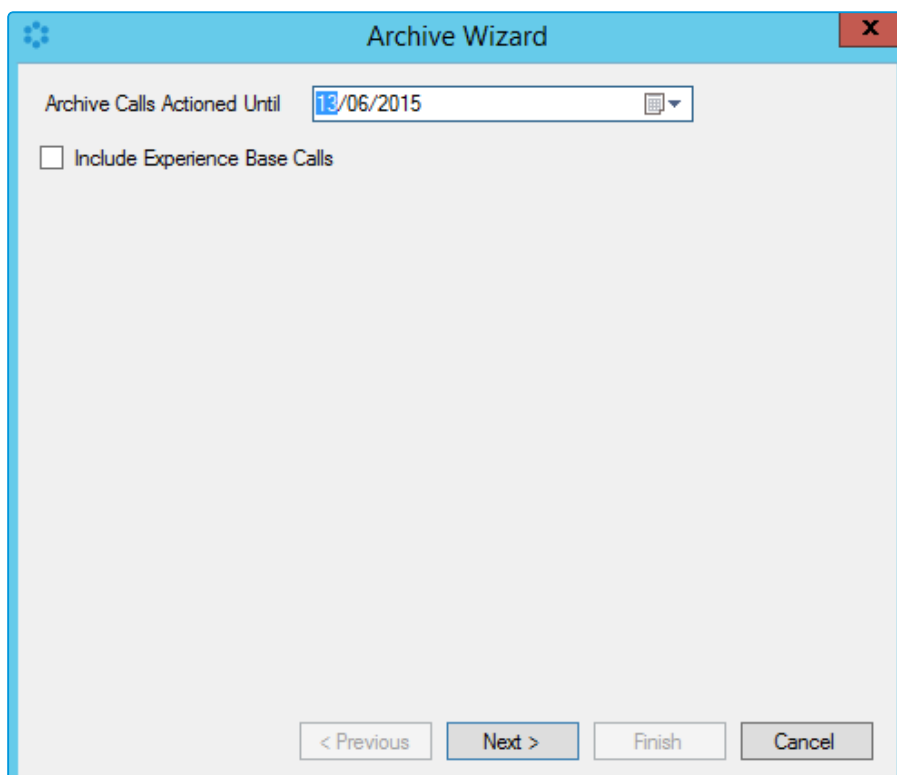 Archive Wizard
X
Archive Calls Actioned Until 13/06/2015
Include Experience Base Calls
< Previous Next > Finish Cancel